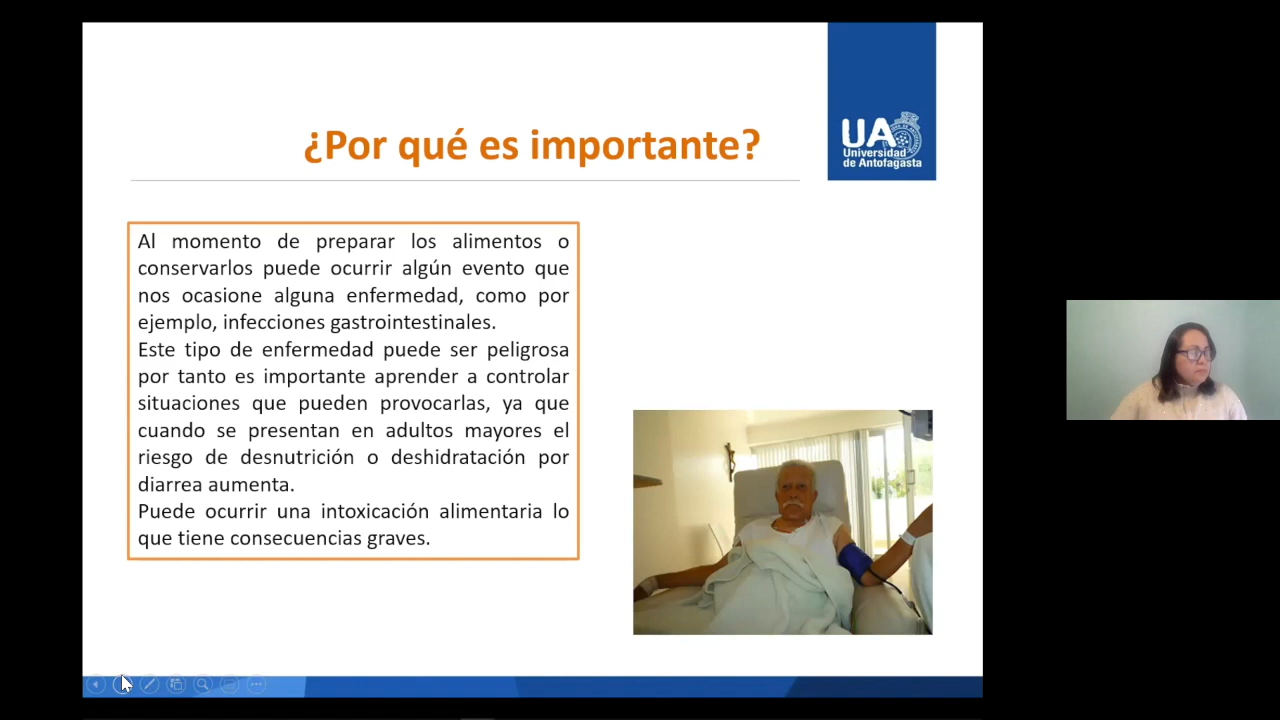 ¿Por qué es importante?
UA
Universidad
de Antofagasta
Al momento de preparar los alimentos o
conservarlos puede ocurrir algún evento que
nos ocasione alguna enfermedad, como por
ejemplo, infecciones gastrointestinales.
Este tipo de enfermedad puede ser peligrosa
por tanto es importante aprender a controlar
situaciones que pueden provocarlas, ya que
cuando se presentan en adultos mayores el
riesgo de desnutrición o deshidratación por
diarrea aumenta.
Puede ocurrir una intoxicación alimentaria lo
que tiene consecuencias graves.